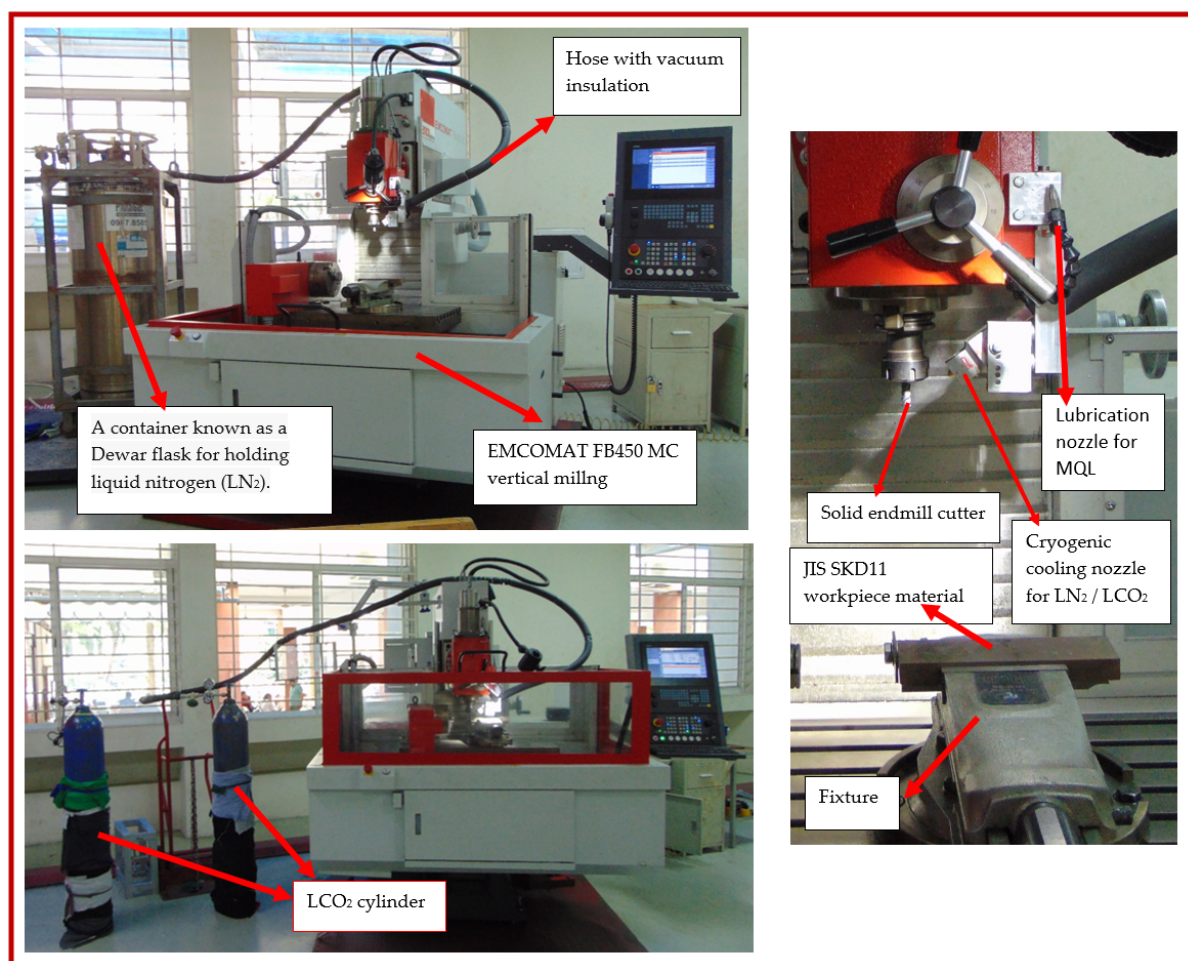 Hose with vacuum
insulation
EMCOMAT
A container known as a
Dewar flask for holding
liquid nitrogen (LN₂).
EMCOMAT FB450 MC
vertical millng
Lubrication
nozzle for
MQL
Solid endmill cutter
Cryogenic
cooling nozzle
for LN₂ / LCO₂
JIS SKD11
workpiece material
Fixture
LCO₂ cylinder